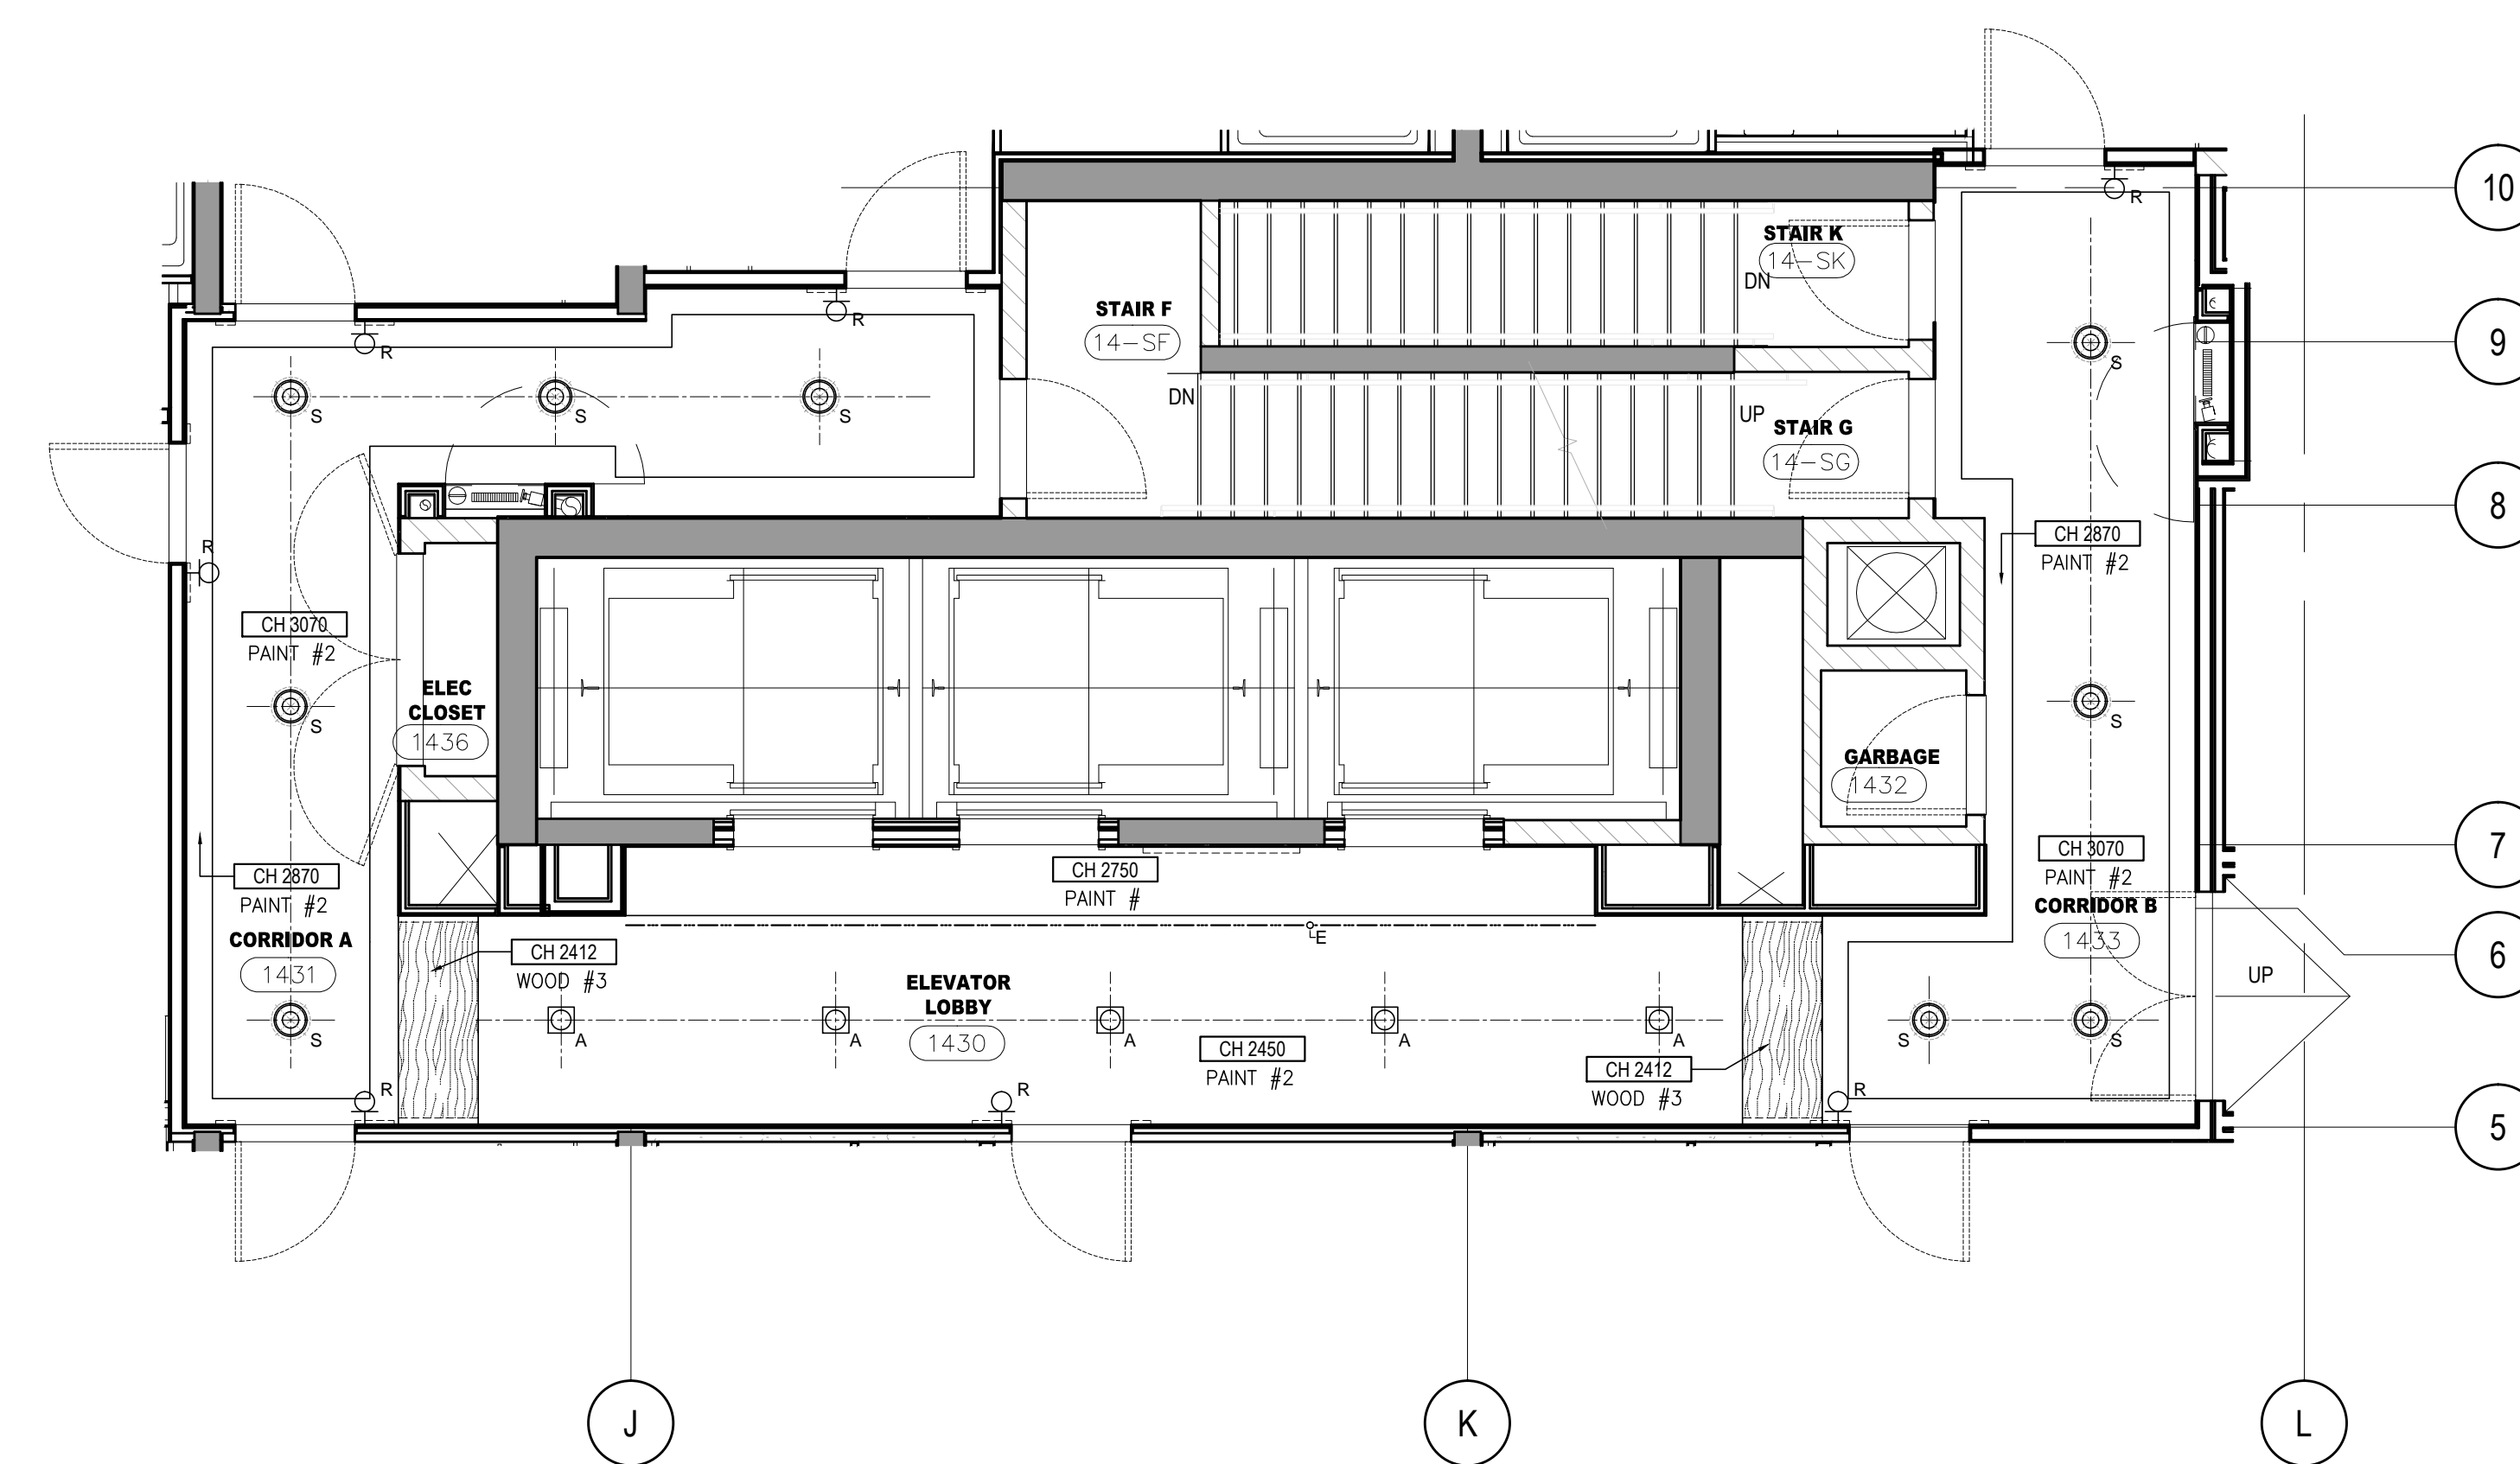 10
R
STAIR K
14-SK
DN
STAIR F
14-SF
R
R
S
9
S
S
S
DN
UP
STAIR G
14-SG
8
CH 2870
PAINT #2
R
CH 3070
PAINT #2
ELEC
CLOSET
1436
S
S
GARBAGE
1432
CH 2870
PAINT #2
CH 2750
PAINT #
CH 3070
PAINT #2
7
CORRIDOR A
1431
CH 2412
WOOD #3
E
CORRIDOR B
1433
6
ELEVATOR
LOBBY
1430
UP
S
A
A
A
A
A
S
S
CH 2450
PAINT #2
CH 2412
WOOD #3
R
R
R
5
J
K
L